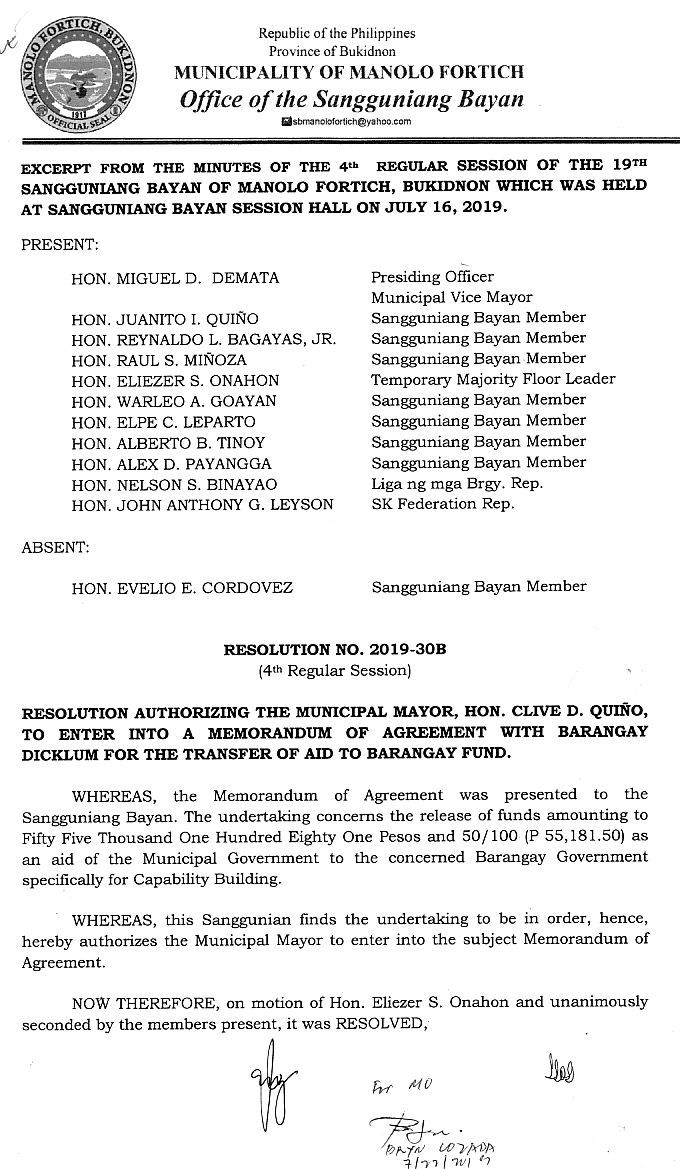 Republic of the Philippines
Province of Bukidnon
MUNICIPALITY OF MANOLO FORTICH
Office of the Sangguniang Bayan
sbmanolofortich@yahoo.com
MANOLO FORTICH, BUKIDNON
1917
OFFICIAL SEAL
EXCERPT FROM THE MINUTES OF THE 4th REGULAR SESSION OF THE 19TH
SANGGUNIANG BAYAN OF MANOLO FORTICH, BUKIDNON WHICH WAS HELD
AT SANGGUNIANG BAYAN SESSION HALL ON JULY 16, 2019.
PRESENT:
HON. MIGUEL D. DEMATA Presiding Officer
Municipal Vice Mayor
HON. JUANITO I. QUIÑO Sangguniang Bayan Member
HON. REYNALDO L. BAGAYAS, JR. Sangguniang Bayan Member
HON. RAUL S. MIÑOZA Sangguniang Bayan Member
HON. ELIEZER S. ONAHON Temporary Majority Floor Leader
HON. WARLEO A. GOAYAN Sangguniang Bayan Member
HON. ELPE C. LEPARTO Sangguniang Bayan Member
HON. ALBERTO B. TINOY Sangguniang Bayan Member
HON. ALEX D. PAYANGGA Sangguniang Bayan Member
HON. NELSON S. BINAYAO Liga ng mga Brgy. Rep.
HON. JOHN ANTHONY G. LEYSON SK Federation Rep.
ABSENT:
HON. EVELIO E. CORDOVEZ Sangguniang Bayan Member
RESOLUTION NO. 2019-30B
(4th Regular Session)
RESOLUTION AUTHORIZING THE MUNICIPAL MAYOR, HON. CLIVE D. QUIÑO,
TO ENTER INTO A MEMORANDUM OF AGREEMENT WITH BARANGAY
DICKLUM FOR THE TRANSFER OF AID TO BARANGAY FUND.
WHEREAS, the Memorandum of Agreement was presented to the
Sangguniang Bayan. The undertaking concerns the release of funds amounting to
Fifty Five Thousand One Hundred Eighty One Pesos and 50/100 (P 55,181.50) as
an aid of the Municipal Government to the concerned Barangay Government
specifically for Capability Building.
WHEREAS, this Sanggunian finds the undertaking to be in order, hence,
hereby authorizes the Municipal Mayor to enter into the subject Memorandum of
Agreement.
NOW THEREFORE, on motion of Hon. Eliezer S. Onahon and unanimously
seconded by the members present, it was RESOLVED,
For MO
LOZADA